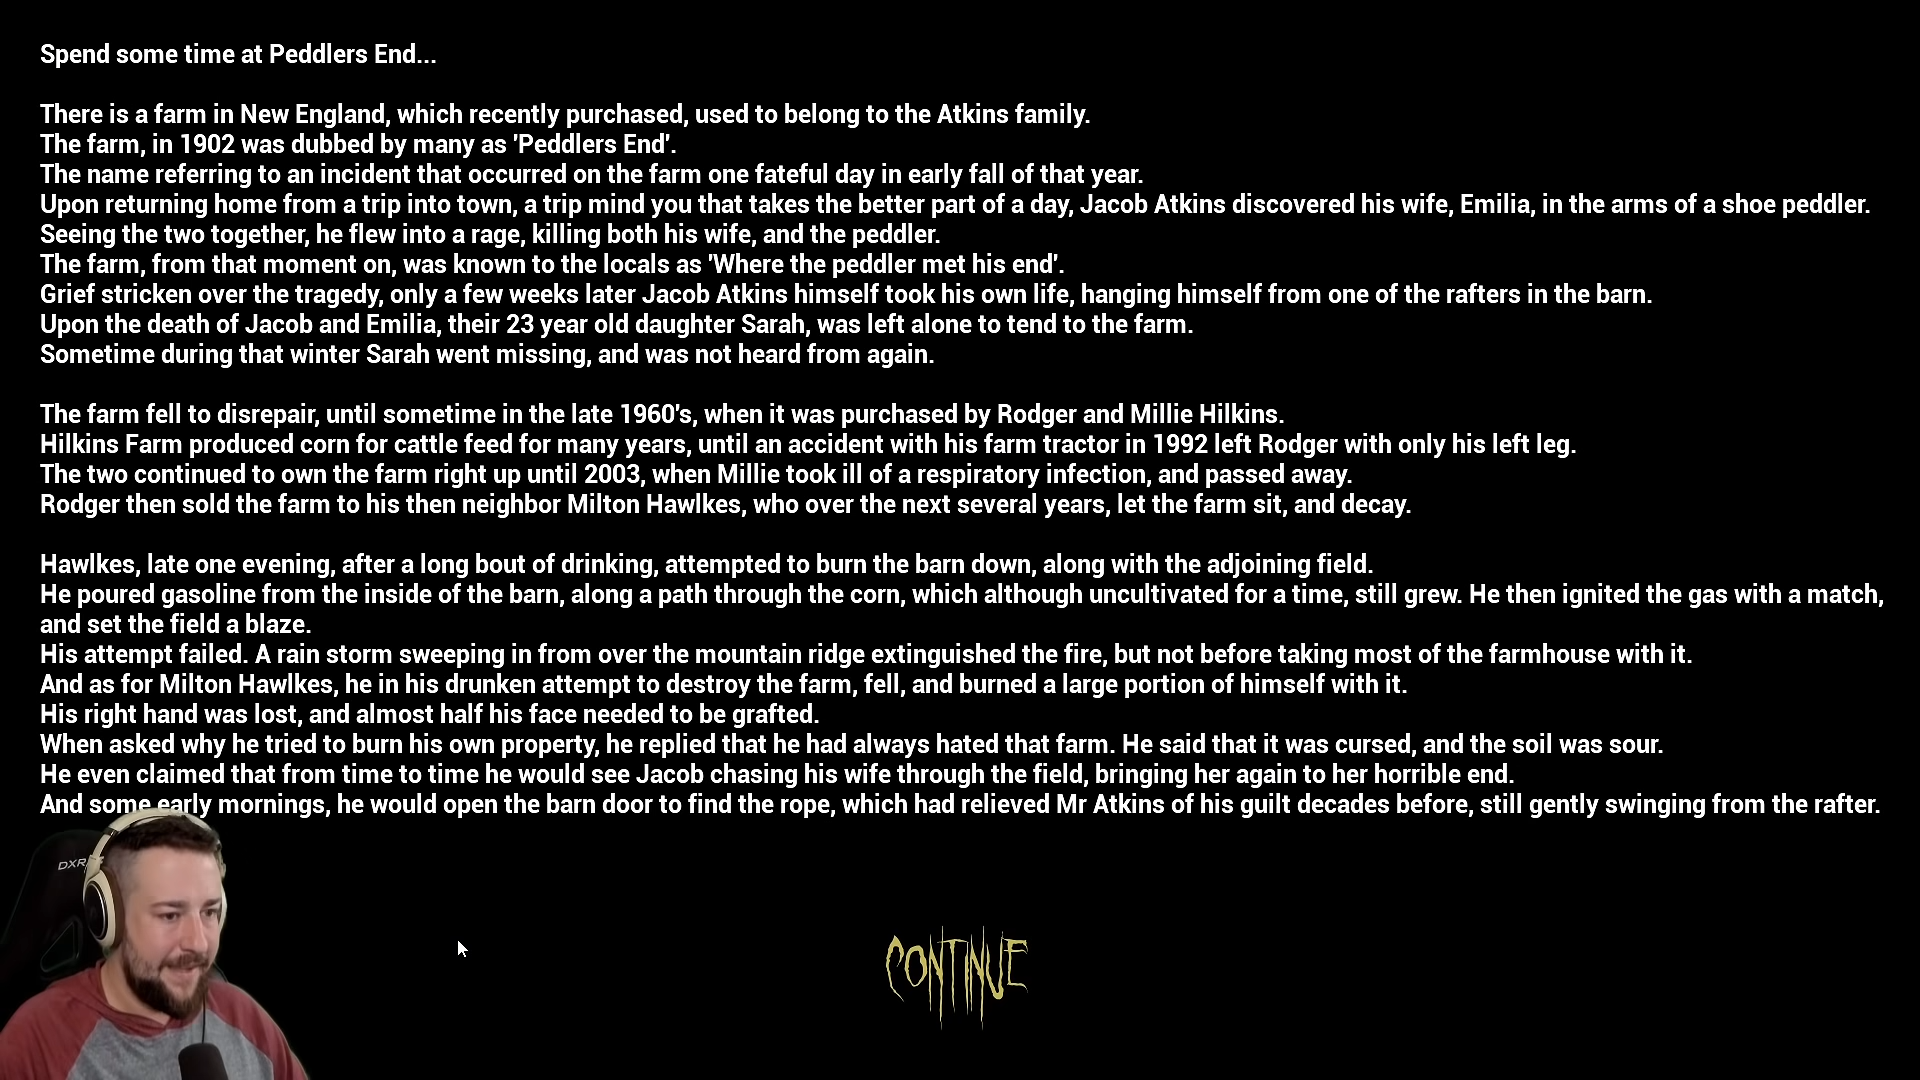 Spend some time at Peddlers End...
There is a farm in New England, which recently purchased, used to belong to the Atkins family.
The farm, in 1902 was dubbed by many as 'Peddlers End'.
The name referring to an incident that occurred on the farm one fateful day in early fall of that year.
Upon returning home from a trip into town, a trip mind you that takes the better part of a day, Jacob Atkins discovered his wife, Emilia, in the arms of a shoe peddler.
Seeing the two together, he flew into a rage, killing both his wife, and the peddler.
The farm, from that moment on, was known to the locals as 'Where the peddler met his end'.
Grief stricken over the tragedy, only a few weeks later Jacob Atkins himself took his own life, hanging himself from one of the rafters in the barn.
Upon the death of Jacob and Emilia, their 23 year old daughter Sarah, was left alone to tend to the farm.
Sometime during that winter Sarah went missing, and was not heard from again.
The farm fell to disrepair, until sometime in the late 1960's, when it was purchased by Rodger and Millie Hilkins.
Hilkins Farm produced corn for cattle feed for many years, until an accident with his farm tractor in 1992 left Rodger with only his left leg.
The two continued to own the farm right up until 2003, when Millie took ill of a respiratory infection, and passed away.
Rodger then sold the farm to his then neighbor Milton Hawlkes, who over the next several years, let the farm sit, and decay.
Hawlkes, late one evening, after a long bout of drinking, attempted to burn the barn down, along with the adjoining field.
He poured gasoline from the inside of the barn, along a path through the corn, which although uncultivated for a time, still grew. He then ignited the gas with a match,
and set the field a blaze.
His attempt failed. A rain storm sweeping in from over the mountain ridge extinguished the fire, but not before taking most of the farmhouse with it.
And as for Milton Hawlkes, he in his drunken attempt to destroy the farm, fell, and burned a large portion of himself with it.
His right hand was lost, and almost half his face needed to be grafted.
When asked why he tried to burn his own property, he replied that he had always hated that farm. He said that it was cursed, and the soil was sour.
He even claimed that from time to time he would see Jacob chasing his wife through the field, bringing her again to her horrible end.
And some early mornings, he would open the barn door to find the rope, which had relieved Mr Atkins of his guilt decades before, still gently swinging from the rafter.
DXR
CONTINUE